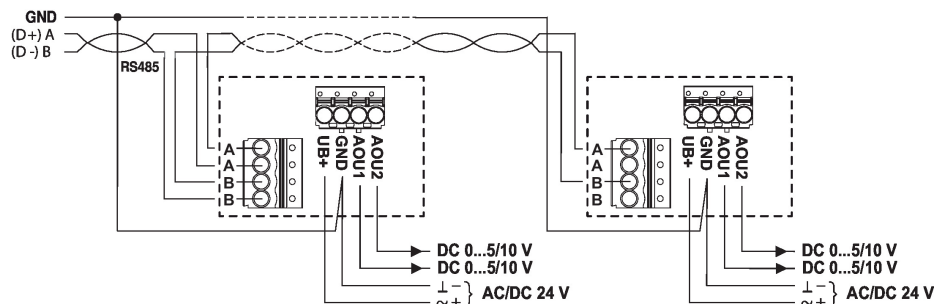 GND
(D+) A
(D -) B
RS485
A
A
B
B
UB+
GND
AOU1
AOU2
DC 0...5/10 V
DC 0...5/10 V
⊥ −
≃ +
AC/DC 24 V
A
A
B
B
UB+
GND
AOU1
AOU2
DC 0...5/10 V
DC 0...5/10 V
⊥ −
≃ +
AC/DC 24 V